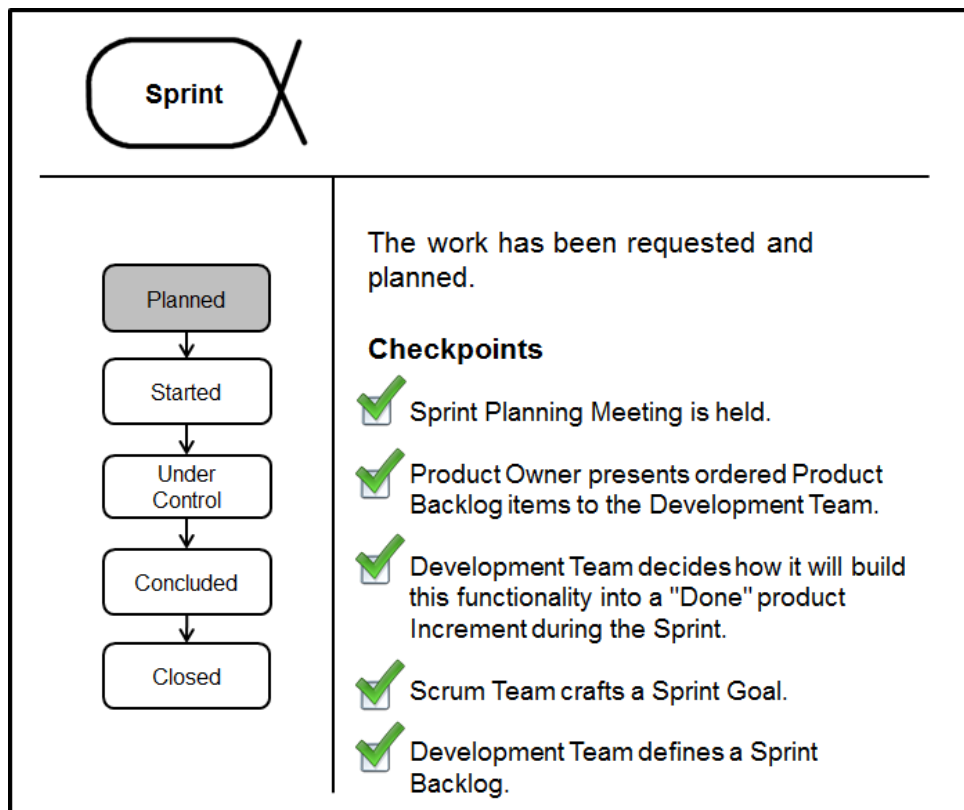 Sprint
Planned
Started
Under
Control
Concluded
Closed
The work has been requested and
planned.
Checkpoints
Sprint Planning Meeting is held.
Product Owner presents ordered Product
Backlog items to the Development Team.
Development Team decides how it will build
this functionality into a "Done" product
Increment during the Sprint.
Scrum Team crafts a Sprint Goal.
Development Team defines a Sprint
Backlog.